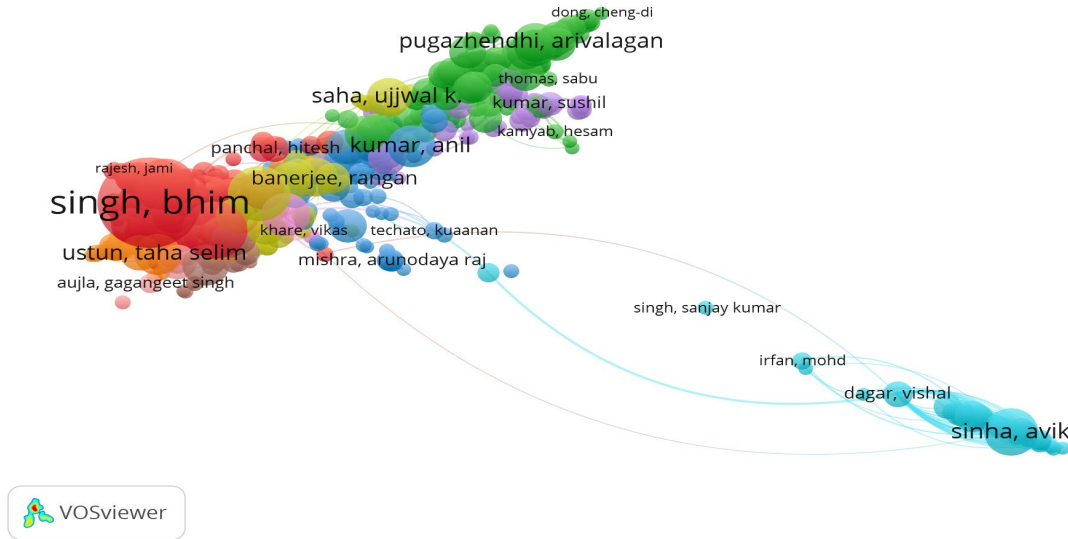 dong, cheng-di
pugazhendhi, arivalagan
thomas, sabu
saha, ujjwal k.
kumar, sushil
kamyab, hesam
panchal, hitesh
kumar, anil
rajesh, jami
banerjee, rangan
singh, bhim
khare, vikas
techato, kuaanan
ustun, taha selim
mishra, arunodaya raj
aujla, gagangeet singh
singh, sanjay kumar
irfan, mohd
dagar, vishal
sinha, avik
VOSviewer